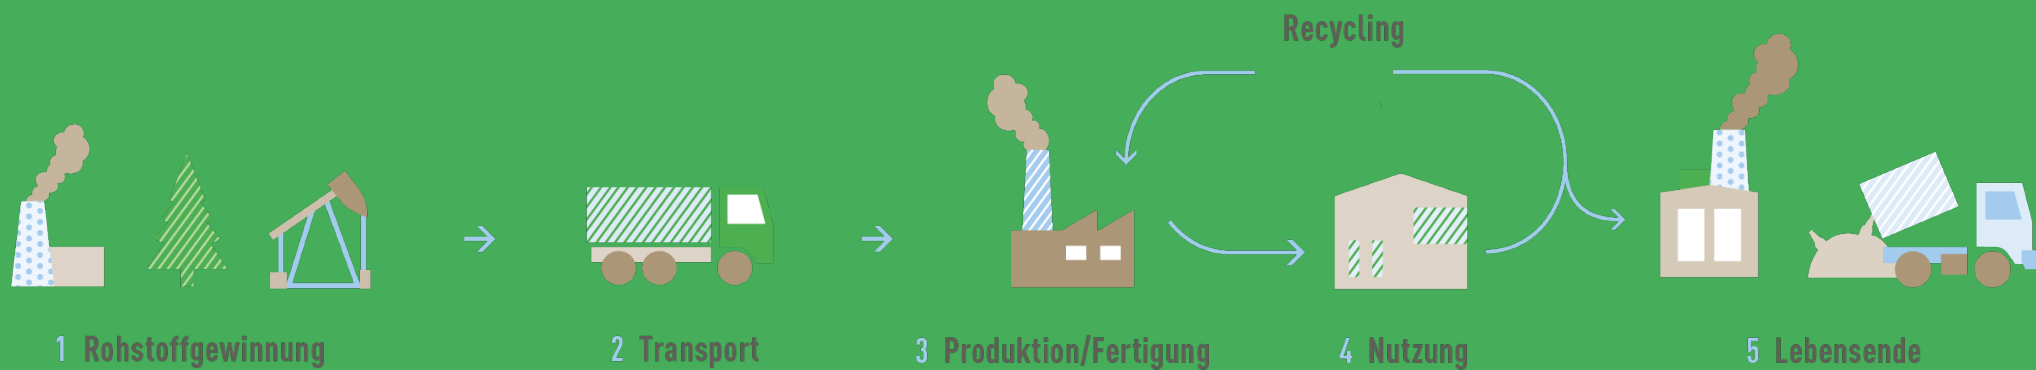 Recycling
1 Rohstoffgewinnung
2 Transport
3 Produktion/Fertigung
4 Nutzung
5 Lebensende